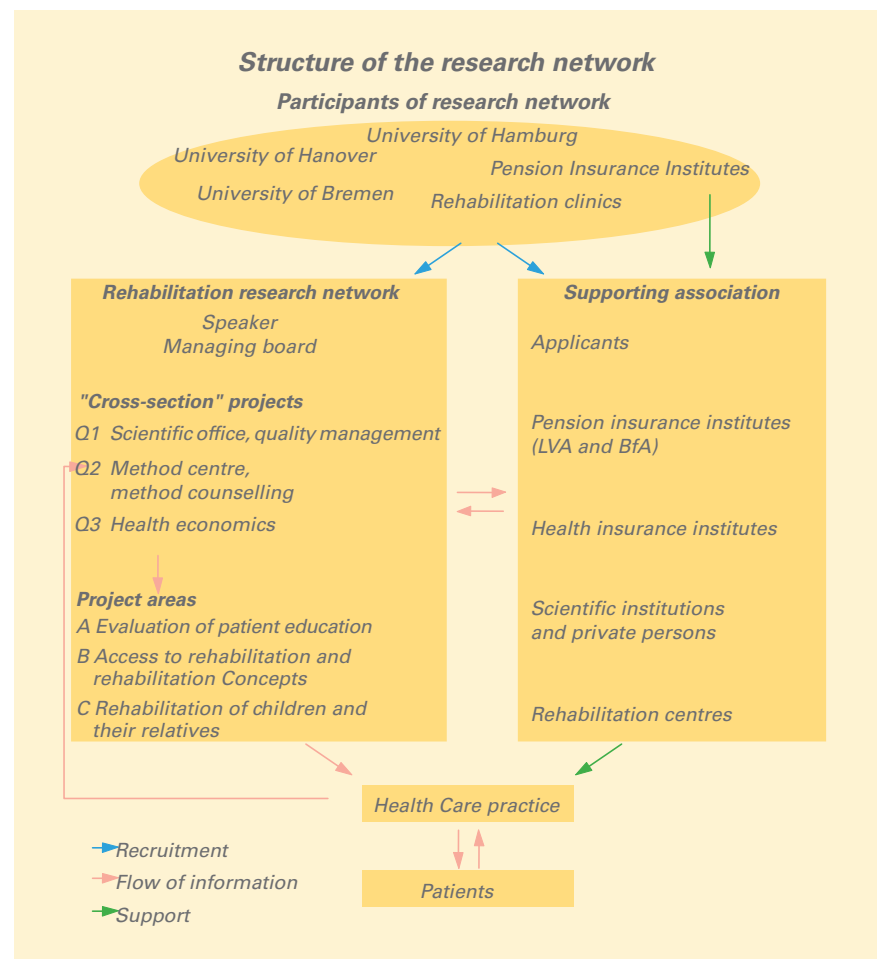 Structure of the research network
Participants of research network
University of Hamburg
University of Hanover
Pension Insurance Institutes
University of Bremen
Rehabilitation clinics
Rehabilitation research network
Speaker
Managing board
"Cross-section" projects
Q1 Scientific office, quality management
Q2 Method centre,
method counselling
Q3 Health economics
Project areas
A Evaluation of patient education
B Access to rehabilitation and
rehabilitation Concepts
C Rehabilitation of children and
their relatives
Supporting association
Applicants
Pension insurance institutes
(LVA and BfA)
Health insurance institutes
Scientific institutions
and private persons
Rehabilitation centres
Health Care practice
Patients
Recruitment
Flow of information
Support